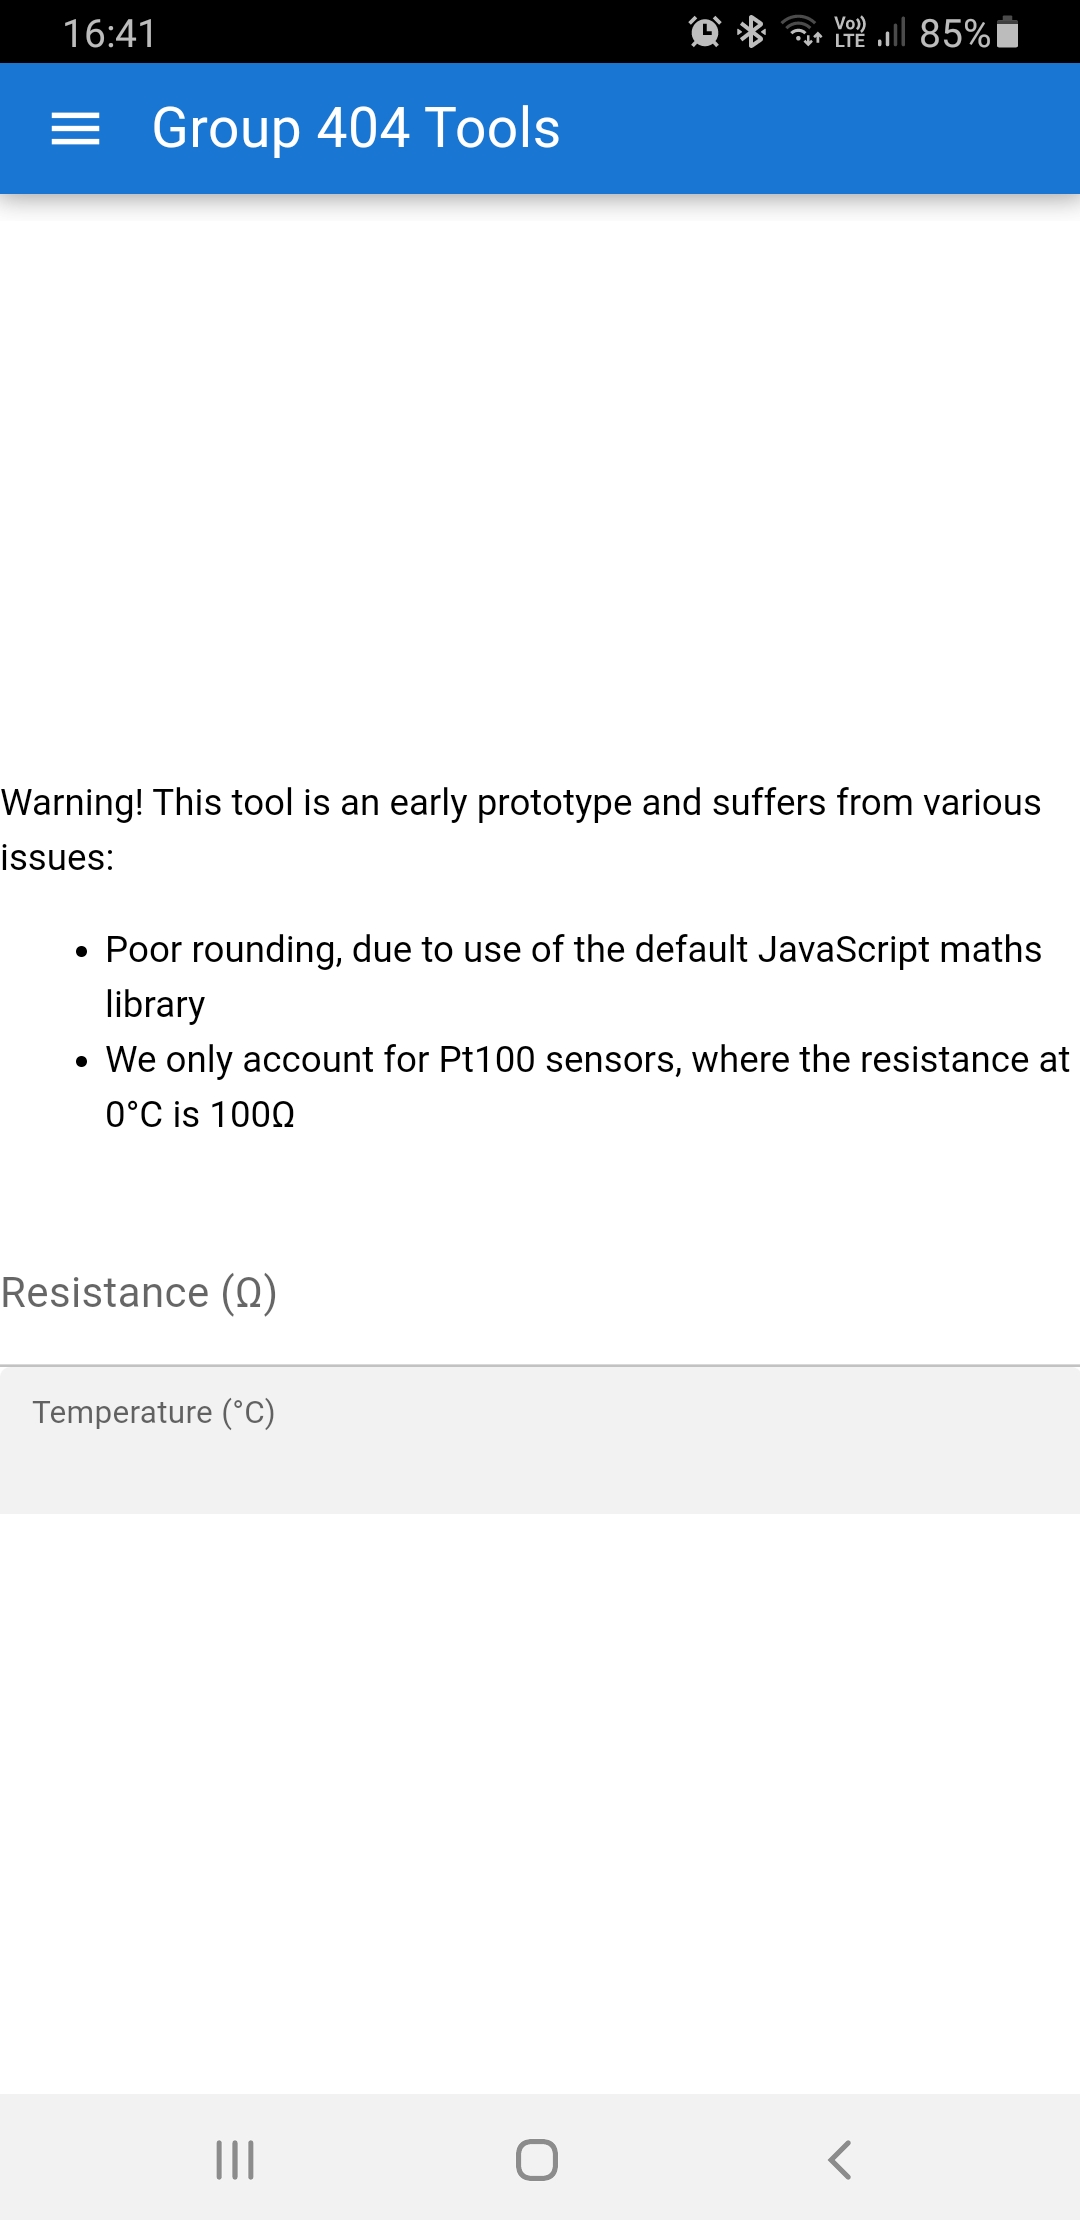 16:41
Vo)) LTE 85%
Group 404 Tools
Warning! This tool is an early prototype and suffers from various
issues:
• Poor rounding, due to use of the default JavaScript maths
library
• We only account for Pt100 sensors, where the resistance at
0°C is 100Ω
Resistance (Ω)
Temperature (°C)